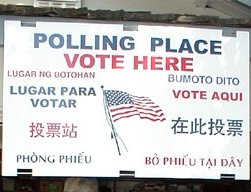 POLLING PLACE
VOTE HERE
LUGAR NG BOTOHAN
BUMOTO DITO
LUGAR PARA VOTAR
VOTE AQUI
投票站
在此投票
PHÒNG PHIẾU
BỎ PHIẾU TẠI ĐÂY